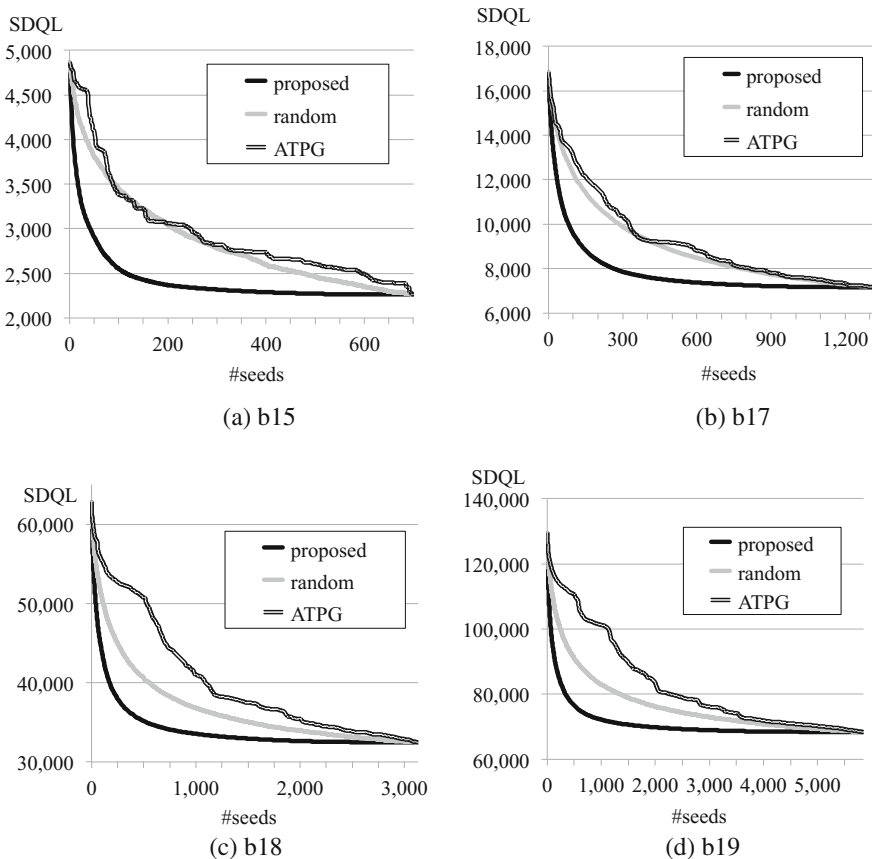 SDQL
5,000
4,500
4,000
3,500
3,000
2,500
2,000
0
200
400
600
#seeds
proposed
random
ATPG
(a) b15
SDQL
18,000
16,000
14,000
12,000
10,000
8,000
6,000
0
300
600
900
1,200
#seeds
proposed
random
ATPG
(b) b17
SDQL
60,000
50,000
40,000
30,000
0
1,000
2,000
3,000
#seeds
proposed
random
ATPG
(c) b18
SDQL
140,000
120,000
100,000
80,000
60,000
0
1,000
2,000
3,000
4,000
5,000
#seeds
proposed
random
ATPG
(d) b19